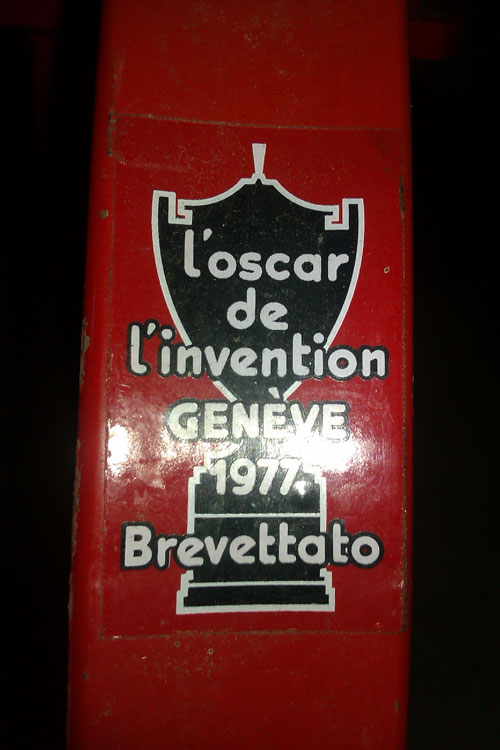 l'oscar
de
l'invention
GENÈVE
1977
Brevettato